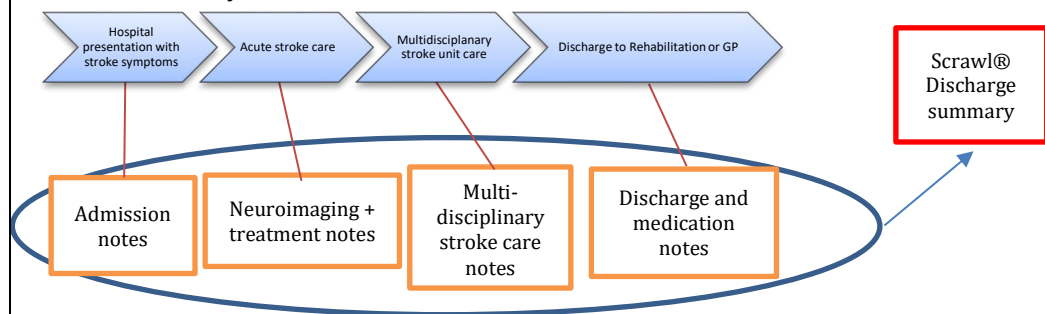 Hospital
presentation with
stroke symptoms
Acute stroke care
Multidisciplanary
stroke unit care
Discharge to Rehabilitation or GP
Scrawl®
Discharge
summary
Admission
notes
Neuroimaging +
treatment notes
Multi-
disciplinary
stroke care
notes
Discharge and
medication
notes